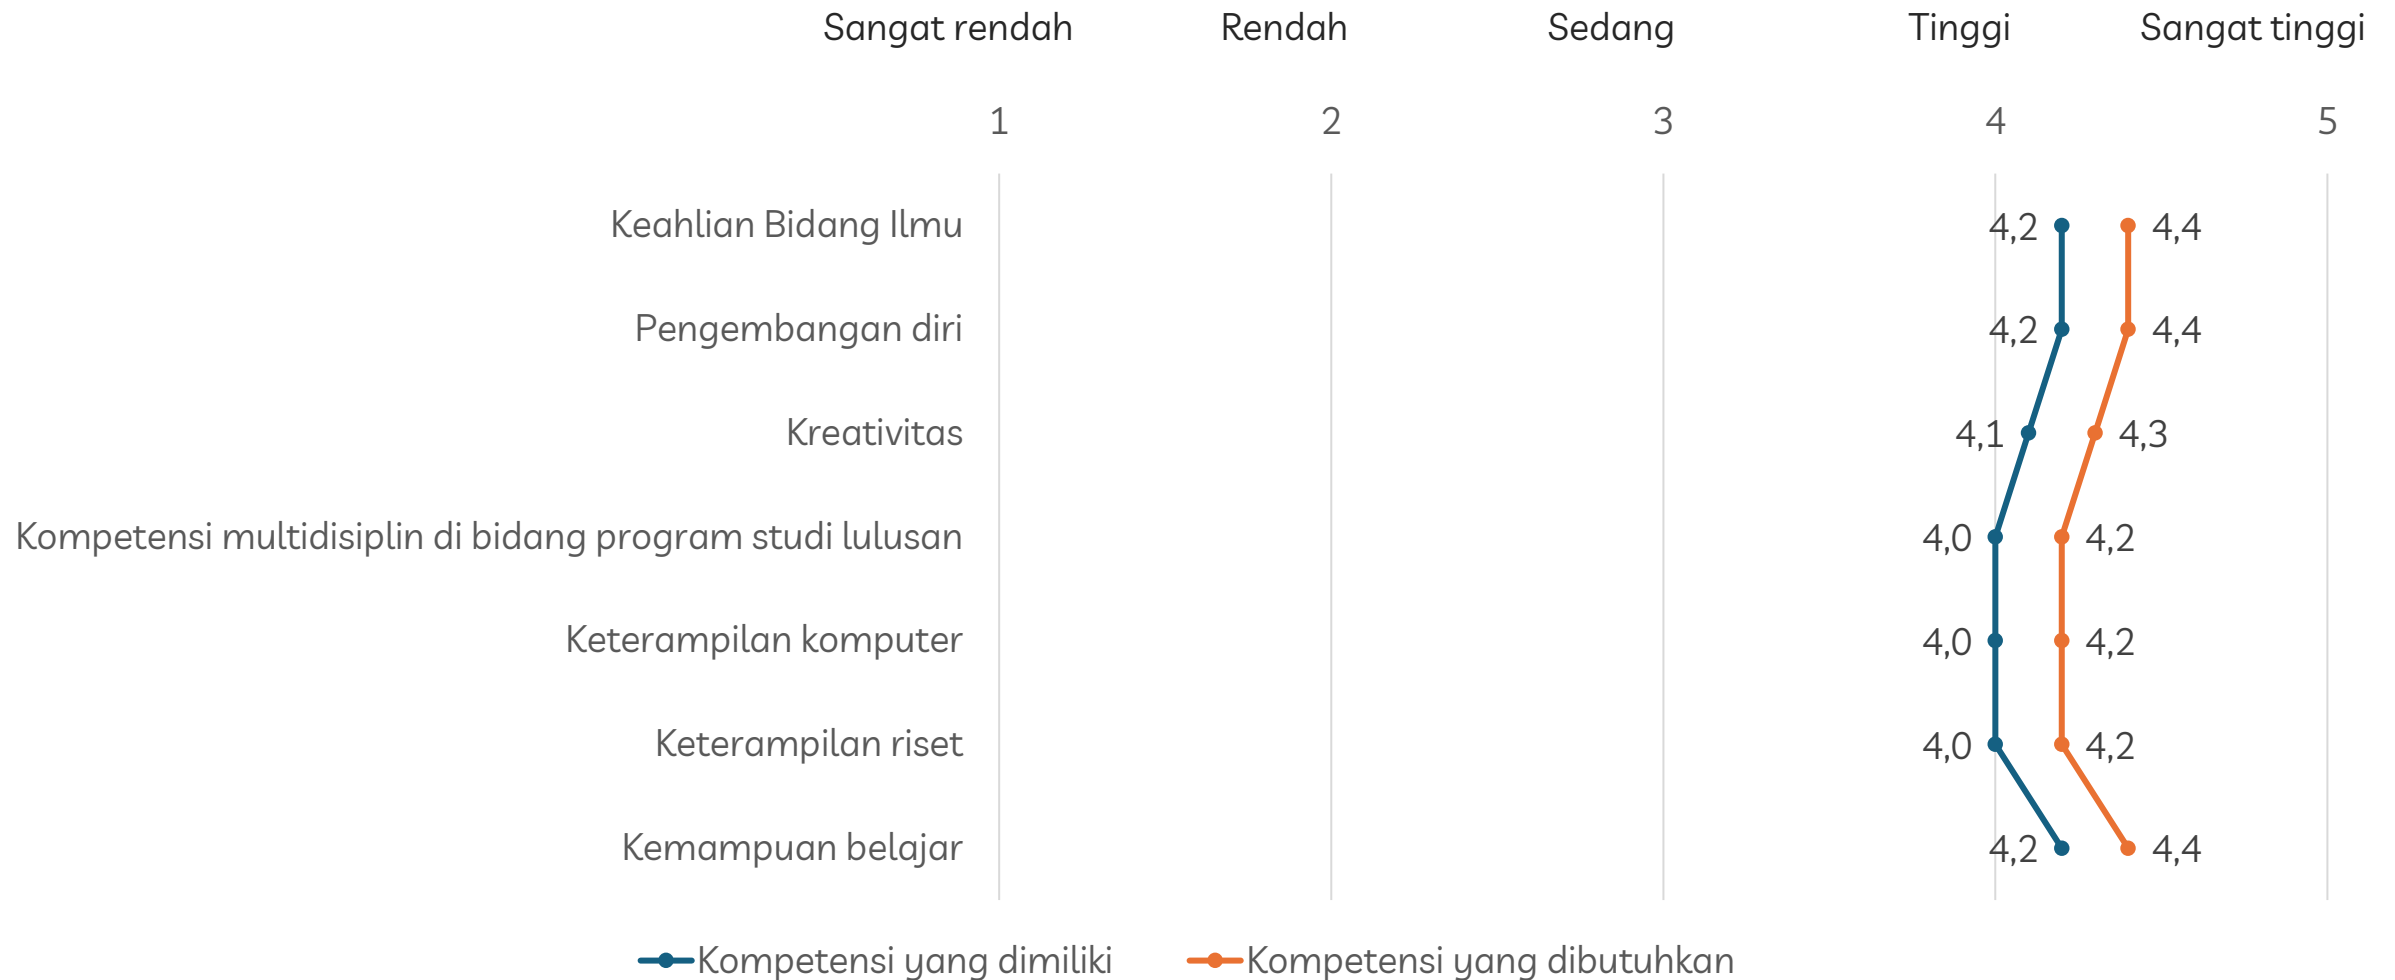 Sangat rendah Rendah Sedang Tinggi Sangat tinggi
1 2 3 4 5
Keahlian Bidang Ilmu 4,2 4,4
Pengembangan diri 4,2 4,4
Kreativitas 4,1 4,3
Kompetensi multidisiplin di bidang program studi lulusan 4,0 4,2
Keterampilan komputer 4,0 4,2
Keterampilan riset 4,0 4,2
Kemampuan belajar 4,2 4,4
Kompetensi yang dimiliki Kompetensi yang dibutuhkan